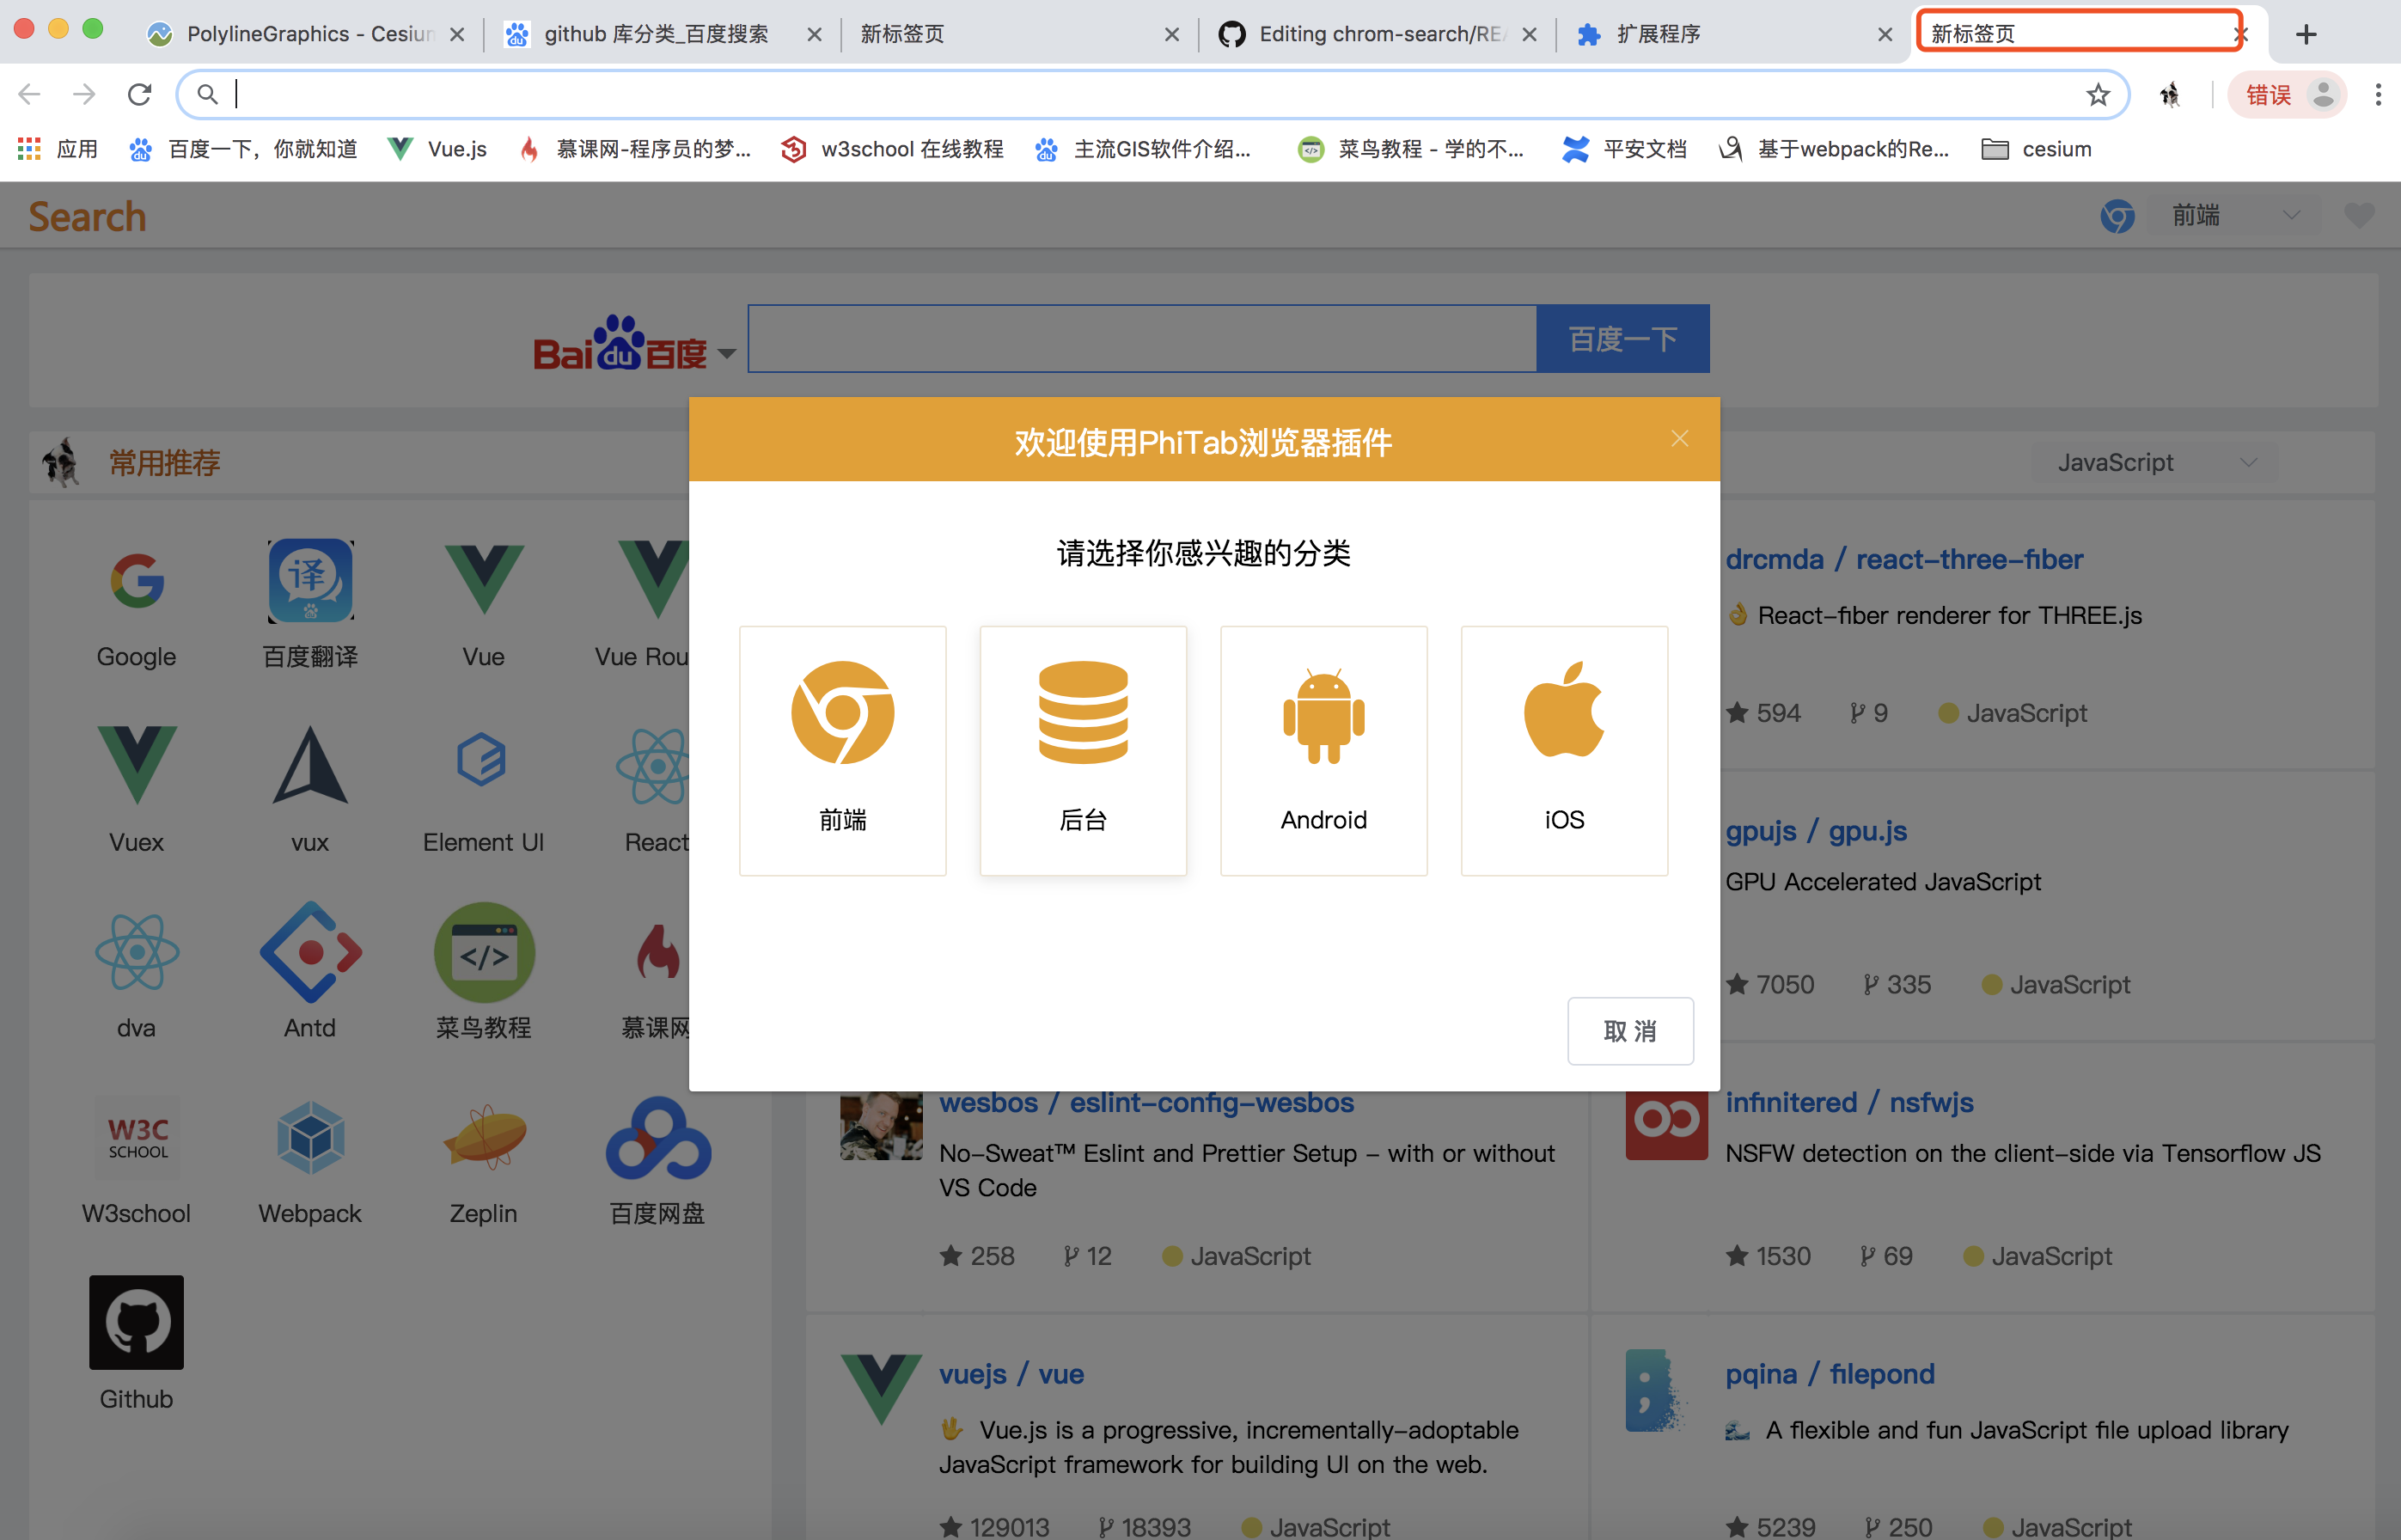 PolylineGraphics - Cesiun
github 库分类_百度搜索
新标签页
Editing chrom-search/REA
扩展程序
新标签页
错误
应用
百度一下，你就知道
Vue.js
慕课网-程序员的梦...
w3school 在线教程
主流GIS软件介绍...
菜鸟教程 - 学的不...
平安文档
基于webpack的Re...
cesium
Search
前端
Bai du 百度
百度一下
常用推荐
JavaScript
欢迎使用PhiTab浏览器插件
请选择你感兴趣的分类
前端
后台
Android
iOS
取 消
译
Google
百度翻译
Vue
Vue Rou
Vuex
vux
Element UI
React
dva
Antd
菜鸟教程
慕课网
W3C
SCHOOL
W3school
Webpack
Zeplin
百度网盘
Github
drcmda / react-three-fiber
👌 React-fiber renderer for THREE.js
594 9 JavaScript
gpujs / gpu.js
GPU Accelerated JavaScript
7050 335 JavaScript
wesbos / eslint-config-wesbos
No-Sweat™ Eslint and Prettier Setup - with or without
VS Code
258 12 JavaScript
infinitered / nsfwjs
NSFW detection on the client-side via Tensorflow JS
1530 69 JavaScript
vuejs / vue
🖖 Vue.js is a progressive, incrementally-adoptable
JavaScript framework for building UI on the web.
129013 18393 JavaScript
pqina / filepond
🌊 A flexible and fun JavaScript file upload library
5239 250 JavaScript